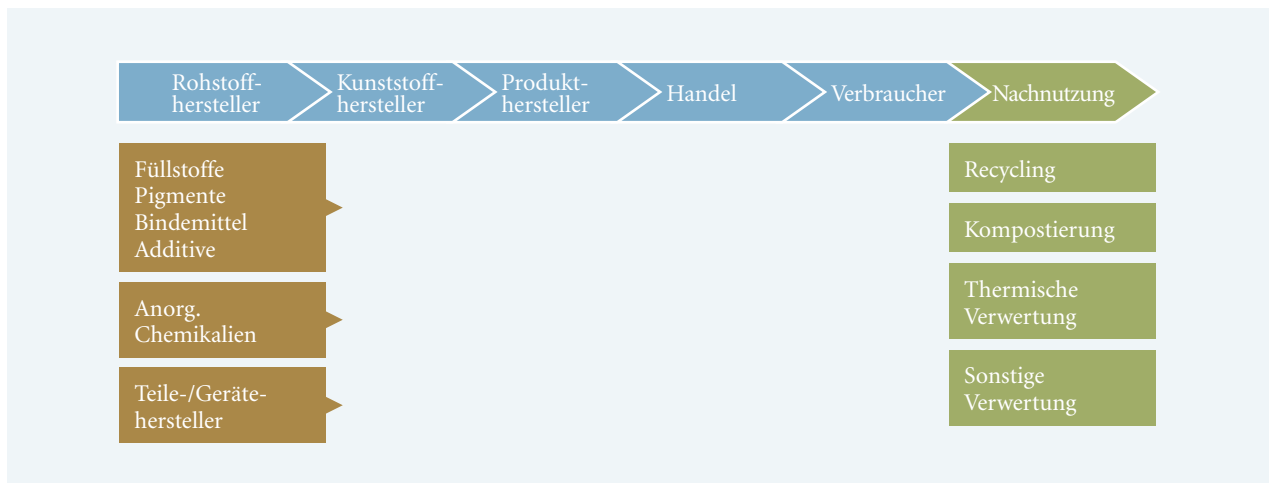 Rohstoff-
hersteller
Kunststoff-
hersteller
Produkt-
hersteller
Handel
Verbraucher
Nachnutzung
Füllstoffe
Pigmente
Bindemittel
Additive
Anorg.
Chemikalien
Teile-/Geräte-
hersteller
Recycling
Kompostierung
Thermische
Verwertung
Sonstige
Verwertung